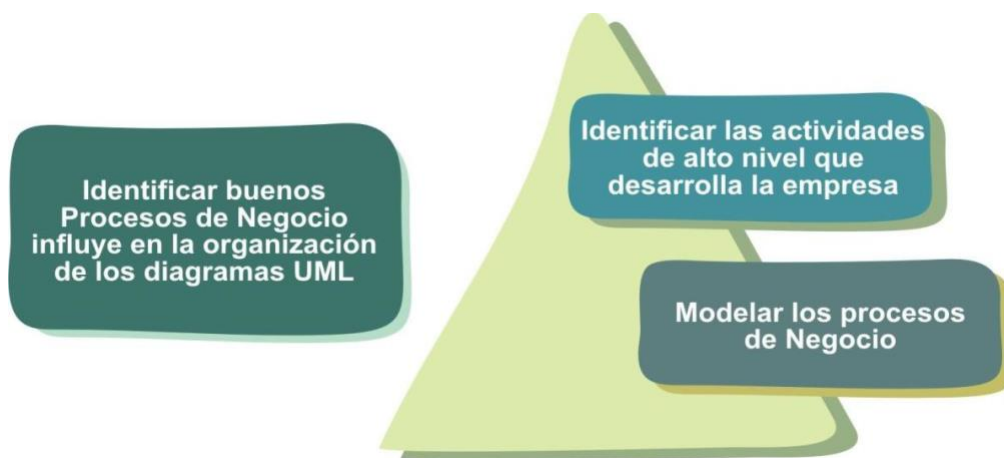 Identificar buenos
Procesos de Negocio
influye en la organización
de los diagramas UML
Identificar las actividades
de alto nivel que
desarrolla la empresa
Modelar los procesos
de Negocio